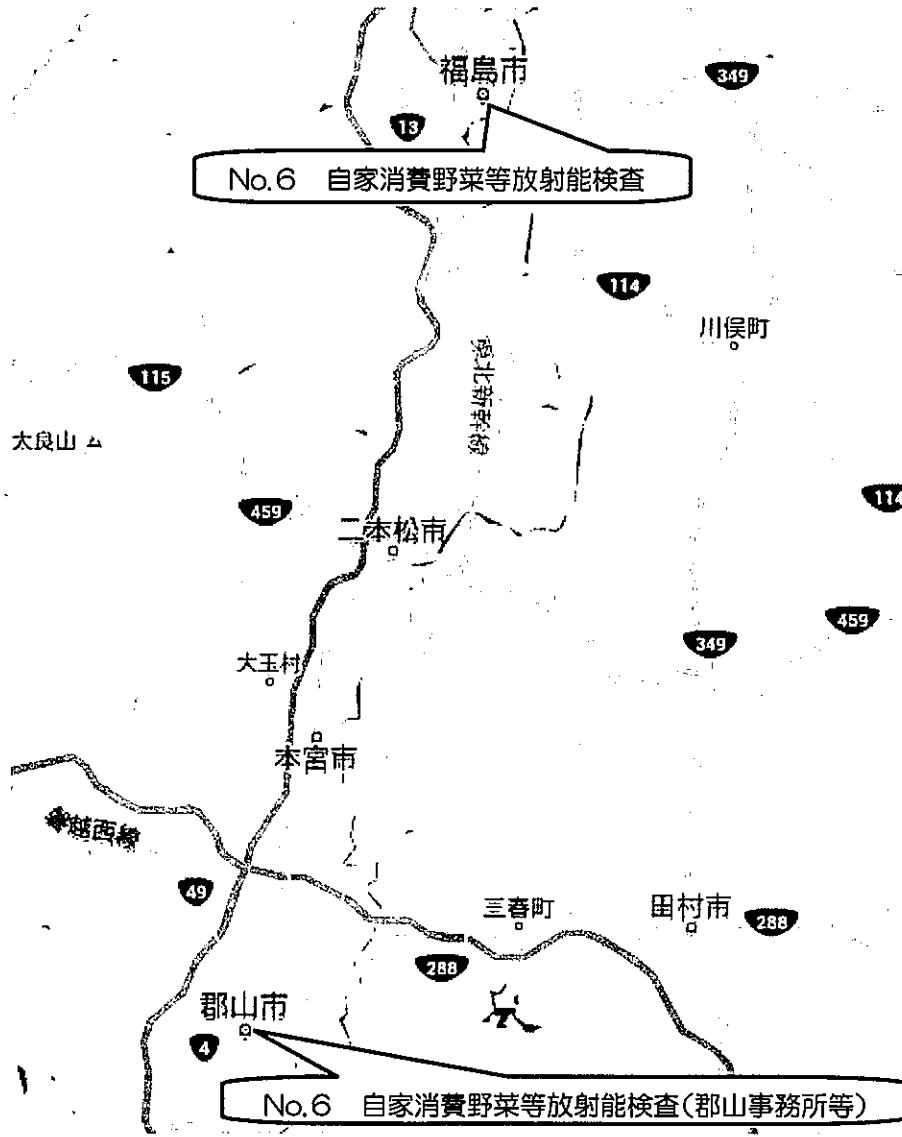 福島市
349
13
No.6 自家消費野菜等放射能検査
114
川俣町
東北新幹線
115
太良山
459
114
二本松市
459
349
大玉村
本宮市
磐越西線
49
三春町
田村市
288
288
郡山市
4
No.6 自家消費野菜等放射能検査(郡山事務所等)